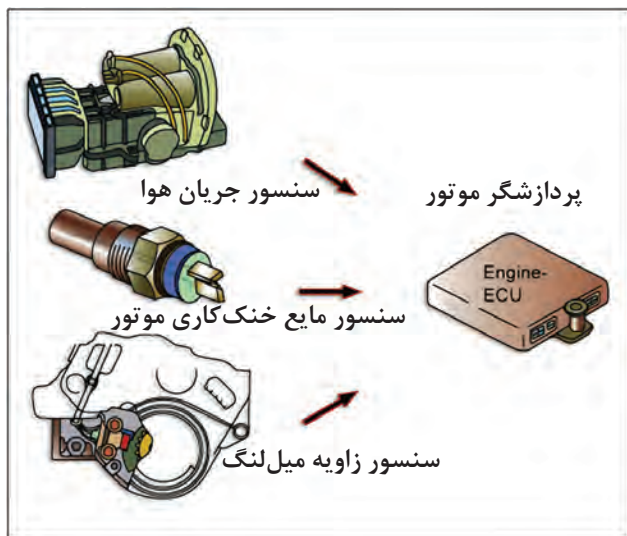 سنسور جریان هوا
پردازشگر موتور
Engine-
ECU
سنسور مایع خنک‌کاری موتور
سنسور زاویه میل‌لنگ